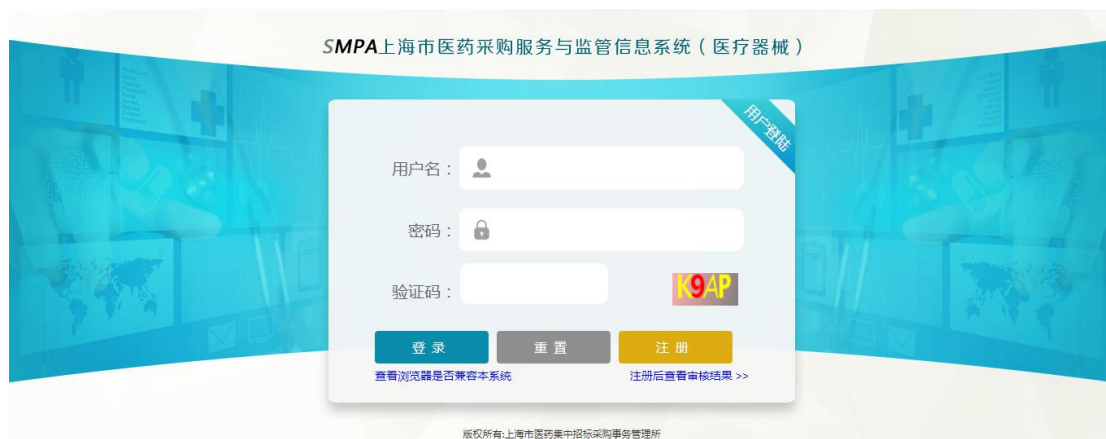 SMPA上海市医药采购服务与监管信息系统（医疗器械）
用户登陆
用户名：
密码：
验证码： K9AP
登 录 重 置 注 册
查看浏览器是否兼容本系统 注册后查看审核结果 >>
版权所有:上海市医药集中招标采购事务管理所